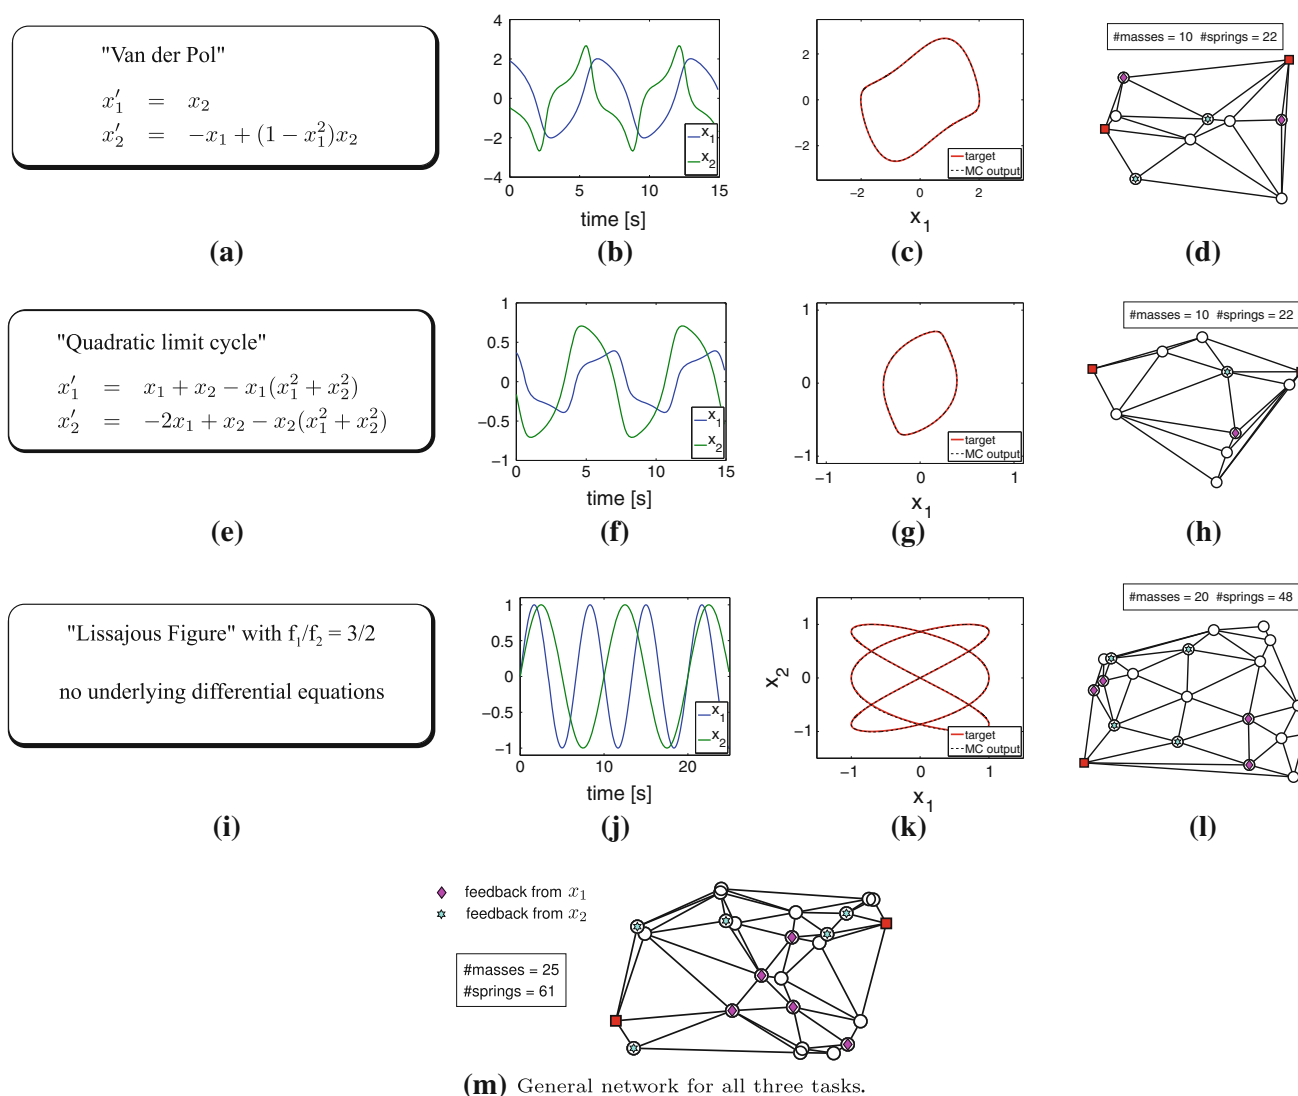 "Van der Pol"
x′₁ = x₂
x′₂ = −x₁ + (1 − x₁²)x₂
(a)
4
2
0
−2
−4
0 5 10 15
x₁
x₂
time [s]
(b)
2
0
−2
−2 0 2
target
MC output
x₁
(c)
#masses = 10 #springs = 22
(d)
"Quadratic limit cycle"
x′₁ = x₁ + x₂ − x₁(x₁² + x₂²)
x′₂ = −2x₁ + x₂ − x₂(x₁² + x₂²)
(e)
1
0.5
0
−0.5
−1
0 5 10 15
x₁
x₂
time [s]
(f)
1
0
−1
−1 0 1
target
MC output
x₁
(g)
#masses = 10 #springs = 22
(h)
"Lissajous Figure" with f₁/f₂ = 3/2
no underlying differential equations
(i)
1
0.5
0
−0.5
−1
0 10 20
x₁
x₂
time [s]
(j)
x₂
1
0
−1
−1 0 1
target
MC output
x₁
(k)
#masses = 20 #springs = 48
(l)
feedback from x₁
feedback from x₂
#masses = 25
#springs = 61
(m) General network for all three tasks.